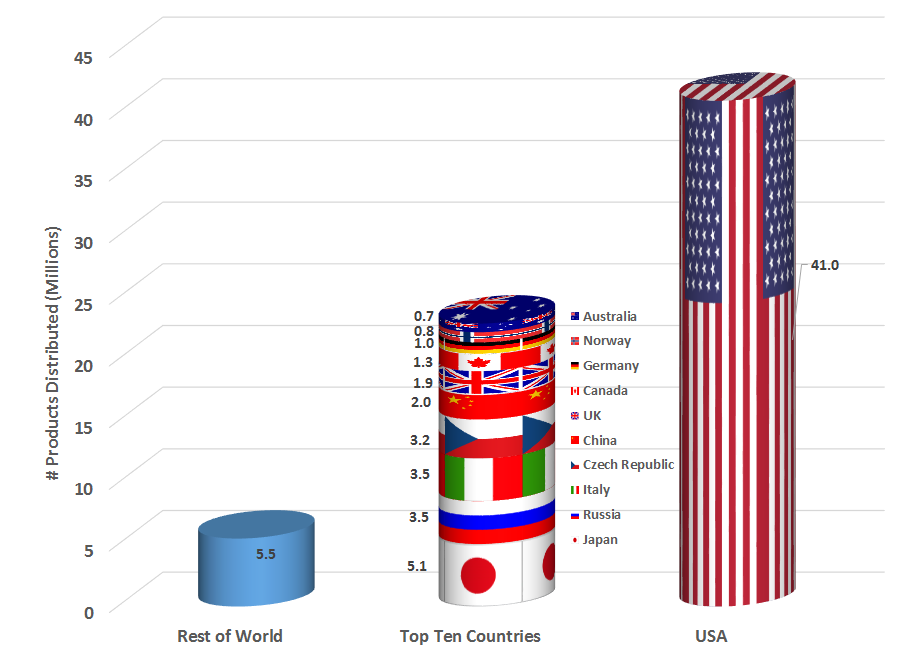 # Products Distributed (Millions)
45
40
35
30
25
20
15
10
5
0
5.5
0.7
0.8
1.0
1.3
1.9
2.0
3.2
3.5
3.5
5.1
Australia
Norway
Germany
Canada
UK
China
Czech Republic
Italy
Russia
Japan
41.0
Rest of World
Top Ten Countries
USA